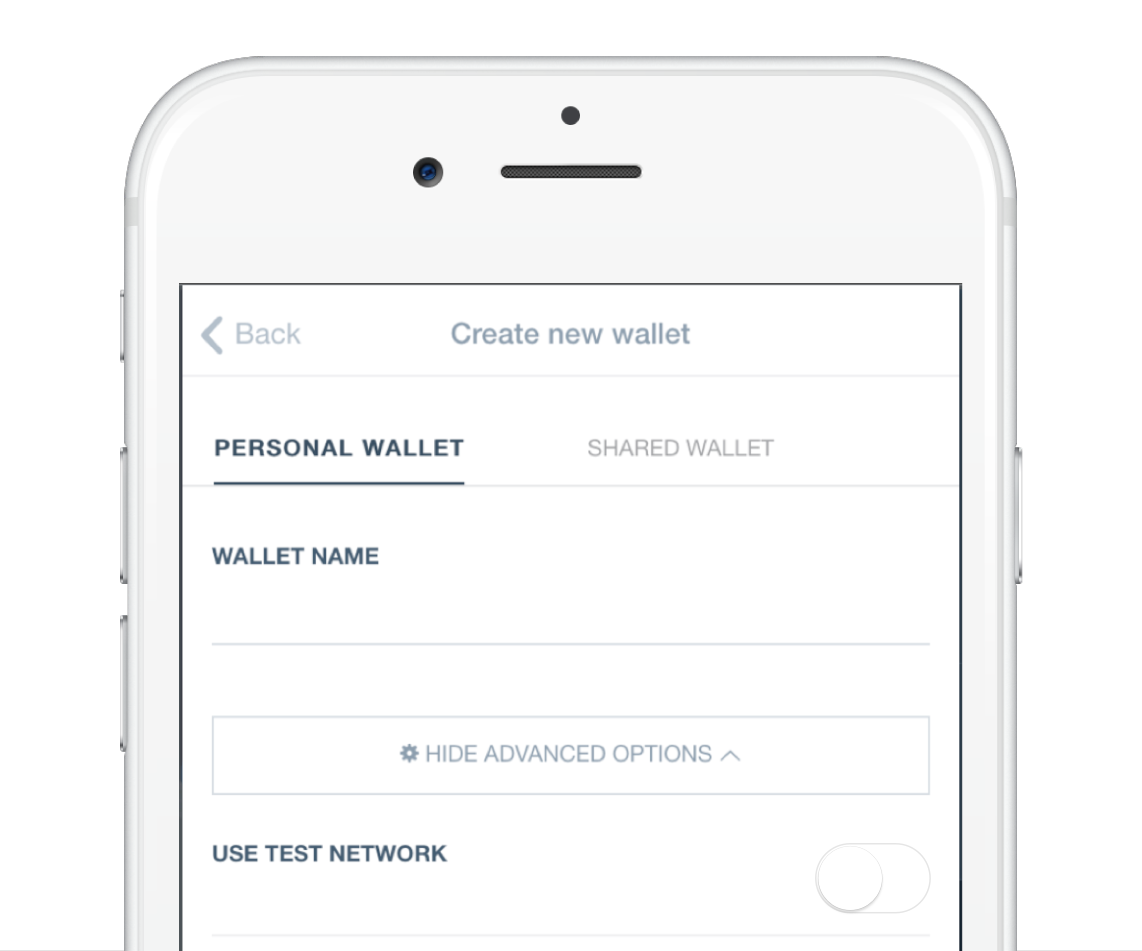 Back
Create new wallet
PERSONAL WALLET
SHARED WALLET
WALLET NAME
HIDE ADVANCED OPTIONS
USE TEST NETWORK